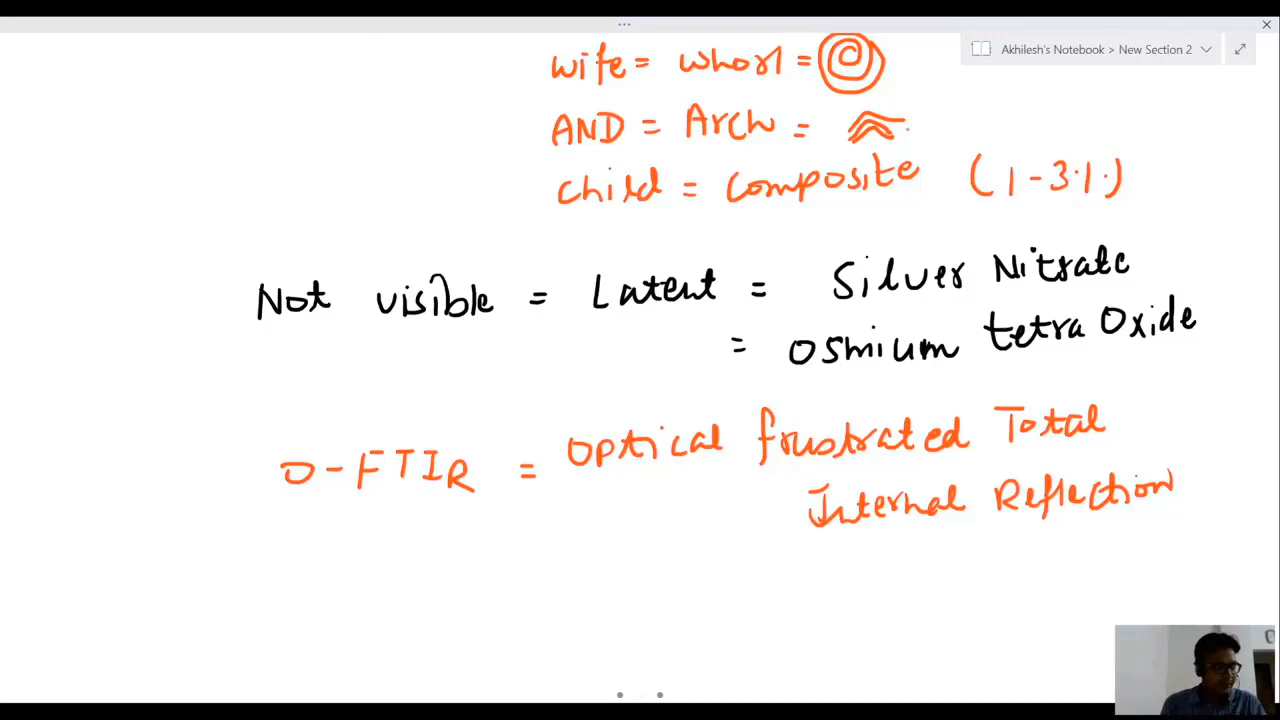 Akhilesh's Notebook > New Section 2
wife = whorl =
AND = Arch =
child = composite (1-3%)
Not visible = Latent = Silver Nitrate
= Osmium tetra Oxide
O-FTIR = Optical frustrated Total
Internal Reflection